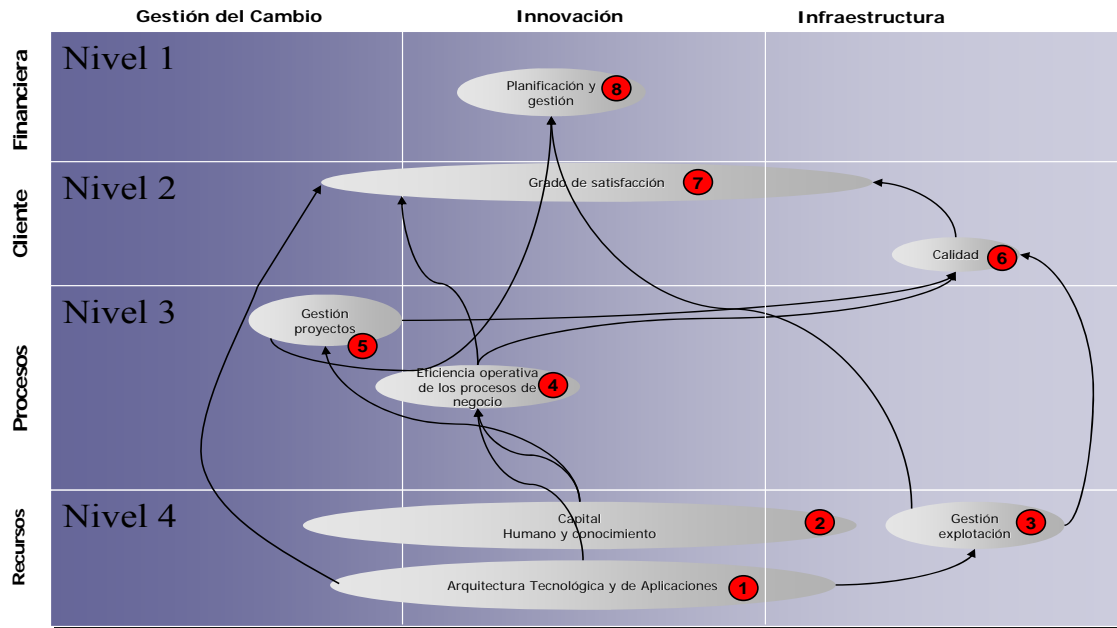 Gestión del Cambio
Innovación
Infraestructura
Financiera
Nivel 1
Planificación y
gestión
8
Cliente
Nivel 2
Grado de satisfacción
7
Calidad
6
Procesos
Nivel 3
Gestión
proyectos
5
Eficiencia operativa
de los procesos de
negocio
4
Recursos
Nivel 4
Capital
Humano y conocimiento
2
Gestión
explotación
3
Arquitectura Tecnológica y de Aplicaciones
1